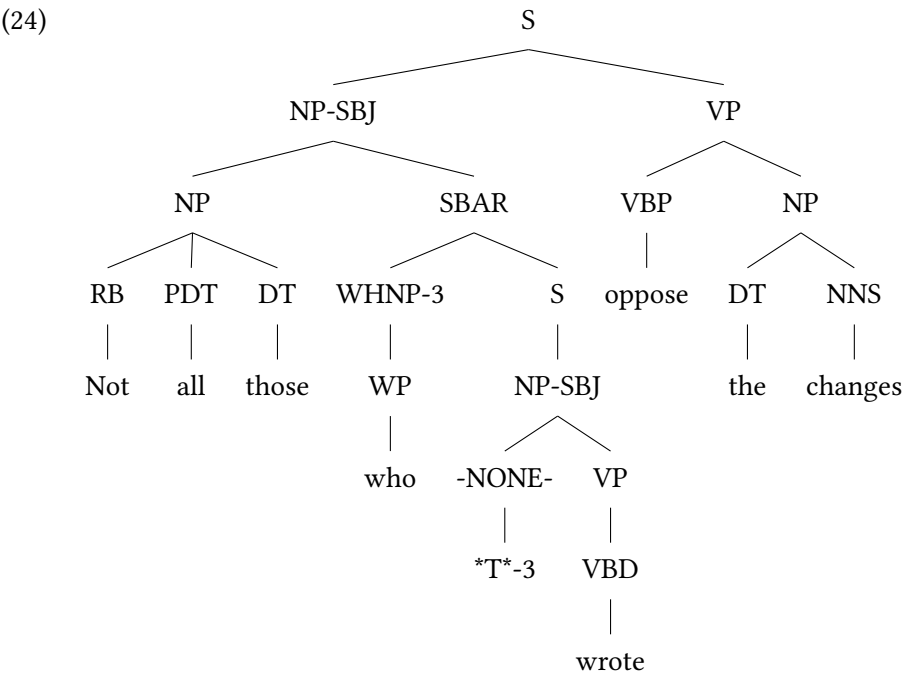 (24) S
NP-SBJ VP
NP SBAR VBP NP
RB PDT DT WHNP-3 S oppose DT NNS
Not all those WP NP-SBJ the changes
who -NONE- VP
*T*-3 VBD
wrote